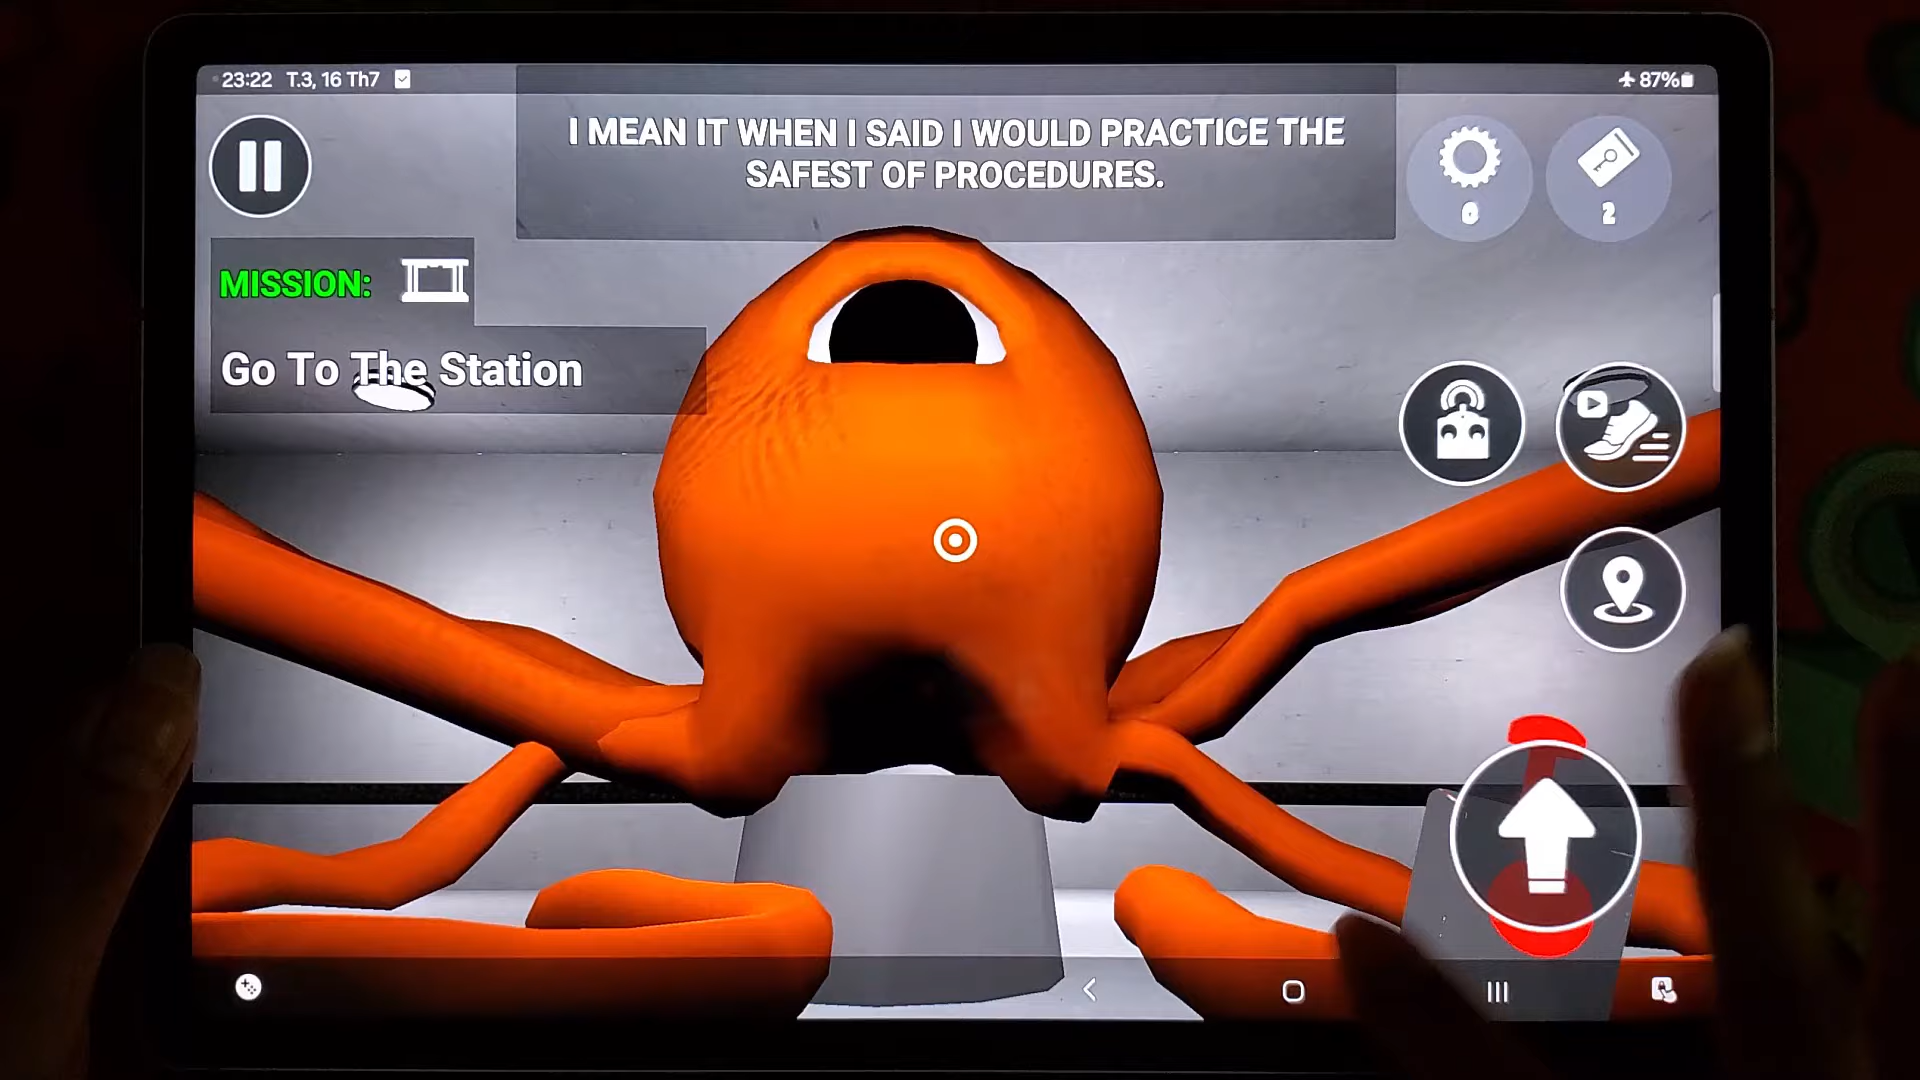 23:22 T.3, 16 Th7
87%
I MEAN IT WHEN I SAID I WOULD PRACTICE THE
SAFEST OF PROCEDURES.
2
MISSION:
Go To The Station